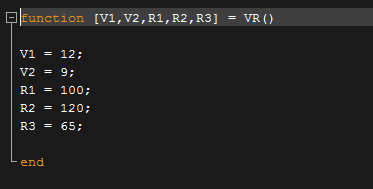 function [V1,V2,R1,R2,R3] = VR()
V1 = 12;
V2 = 9;
R1 = 100;
R2 = 120;
R3 = 65;
end